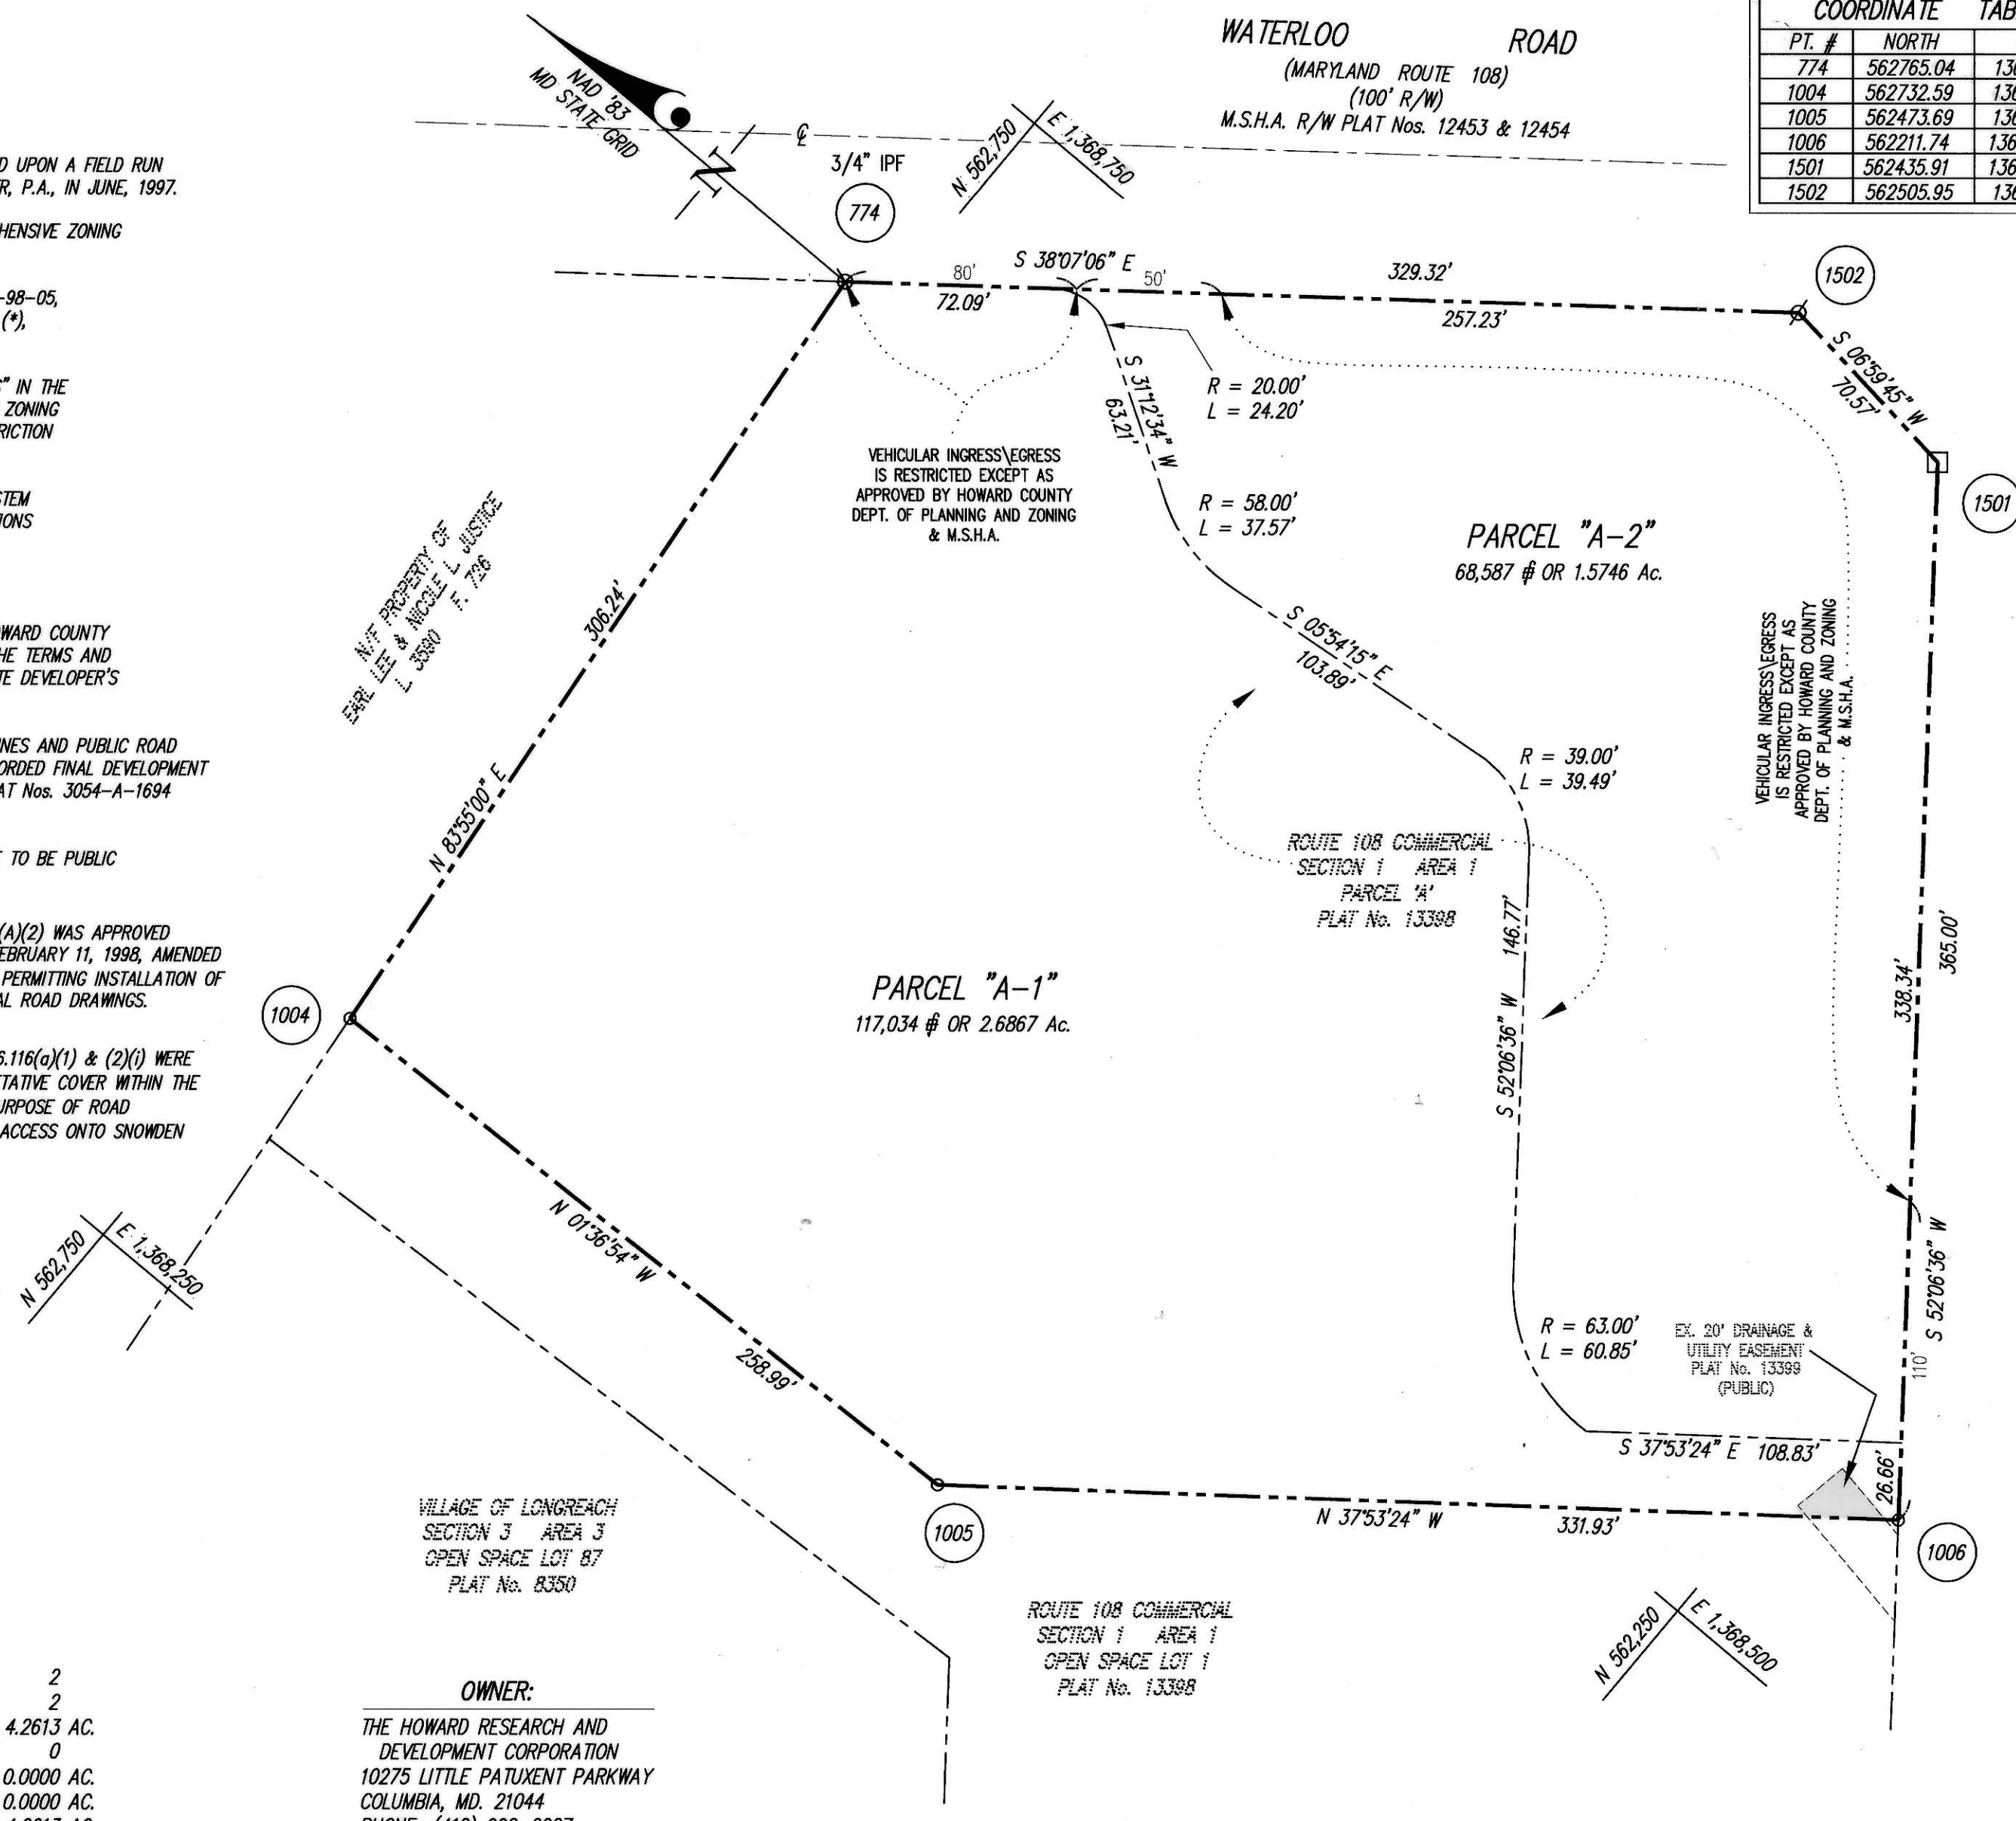 WATERLOO ROAD
(MARYLAND ROUTE 108)
(100' R/W)
M.S.H.A. R/W PLAT Nos. 12453 & 12454
COORDINATE TAB
PT. # NORTH
774 562765.04 13
1004 562732.59 13
1005 562473.69 13
1006 562211.74 136
1501 562435.91 136
1502 562505.95 13
NAD '83
MD STATE GRID
N
℄
3/4" IPF
774
N 562,750
E 1,368,750
D UPON A FIELD RUN
R, P.A., IN JUNE, 1997.
HENSIVE ZONING
-98-05,
(*),
S" IN THE
ZONING
RICTION
STEM
IONS
OWARD COUNTY
HE TERMS AND
TE DEVELOPER'S
INES AND PUBLIC ROAD
ORDED FINAL DEVELOPMENT
AT Nos. 3054-A-1694
E TO BE PUBLIC
(A)(2) WAS APPROVED
EBRUARY 11, 1998, AMENDED
PERMITTING INSTALLATION OF
AL ROAD DRAWINGS.
6.116(a)(1) & (2)(i) WERE
TATIVE COVER WITHIN THE
URPOSE OF ROAD
ACCESS ONTO SNOWDEN
80'
S 38°07'06" E
50'
329.32'
72.09'
257.23'
1502
S 06°59'45" W
70.57'
1501
R = 20.00'
L = 24.20'
S 31°12'34" W
63.21'
VEHICULAR INGRESS\EGRESS
IS RESTRICTED EXCEPT AS
APPROVED BY HOWARD COUNTY
DEPT. OF PLANNING AND ZONING
& M.S.H.A.
R = 58.00'
L = 37.57'
PARCEL "A-2"
68,587 ⌗ OR 1.5746 Ac.
N/F PROPERTY OF
EARL LEE & NICOLE L. JUSTICE
L. 3590 F. 726
306.24'
N 83°55'00" E
S 05°54'15" E
103.89'
VEHICULAR INGRESS\EGRESS
IS RESTRICTED EXCEPT AS
APPROVED BY HOWARD COUNTY
DEPT. OF PLANNING AND ZONING
& M.S.H.A.
R = 39.00'
L = 39.49'
ROUTE 108 COMMERCIAL
SECTION 1 AREA 1
PARCEL 'A'
PLAT No. 13398
S 52°06'36" W 146.77'
338.34'
365.00'
PARCEL "A-1"
117,034 ⌗ OR 2.6867 Ac.
1004
N 562,750
E 1,368,250
N 01°36'54" W
258.99'
S 52°06'36" W
110'
R = 63.00'
L = 60.85'
EX. 20' DRAINAGE &
UTILITY EASEMENT
PLAT No. 13399
(PUBLIC)
S 37°53'24" E 108.83'
26.66'
N 37°53'24" W 331.93'
1005
1006
VILLAGE OF LONGREACH
SECTION 3 AREA 3
OPEN SPACE LOT 87
PLAT No. 8350
ROUTE 108 COMMERCIAL
SECTION 1 AREA 1
OPEN SPACE LOT 1
PLAT No. 13398
N 562,250
E 1,368,500
2
2
4.2613 AC.
0
0.0000 AC.
0.0000 AC.
OWNER:
THE HOWARD RESEARCH AND
DEVELOPMENT CORPORATION
10275 LITTLE PATUXENT PARKWAY
COLUMBIA, MD. 21044